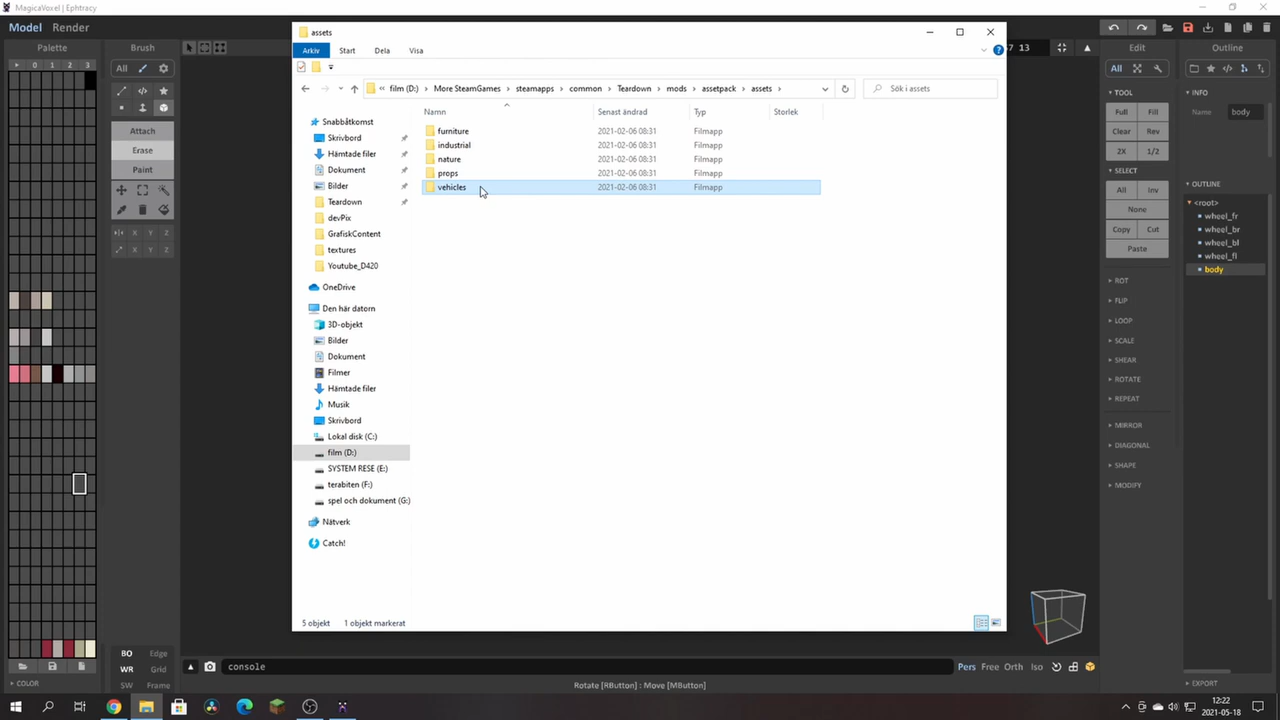 MagicaVoxel | Ephtracy
Model Render
Palette
0 1 2 3
Brush
All
Attach
Erase
Paint
X Y Z
X Y Z
BO Edge
WR Grid
SW Frame
COLOR
assets
Arkiv Start Dela Visa
film (D:) More SteamGames steamapps common Teardown mods assetpack assets
Sök i assets
Namn Senast ändrad Typ Storlek
furniture 2021-02-06 08:31 Filmapp
industrial 2021-02-06 08:31 Filmapp
nature 2021-02-06 08:31 Filmapp
props 2021-02-06 08:31 Filmapp
vehicles 2021-02-06 08:31 Filmapp
Snabbåtkomst
Skrivbord
Hämtade filer
Dokument
Bilder
Teardown
devPix
GrafiskContent
textures
Youtube_D420
OneDrive
Den här datorn
3D-objekt
Bilder
Dokument
Filmer
Hämtade filer
Musik
Skrivbord
Lokal disk (C:)
film (D:)
SYSTEM RESE (E:)
terabiten (F:)
spel och dokument (G:)
Nätverk
Catch!
5 objekt 1 objekt markerat
console
Pers Free Orth Iso
Rotate [RButton] : Move [MButton]
7 13
Edit
All
TOOL
Pull Fill
Clear Rev
2X 1/2
SELECT
All Inv
None
Copy Cut
Paste
ROT
FLIP
LOOP
SCALE
SHEAR
ROTATE
REPEAT
MIRROR
DIAGONAL
SHAPE
MODIFY
Outline
INFO
Name body
OUTLINE
<root>
wheel_fr
wheel_br
wheel_bl
wheel_fl
body
EXPORT
12:22
2021-05-18